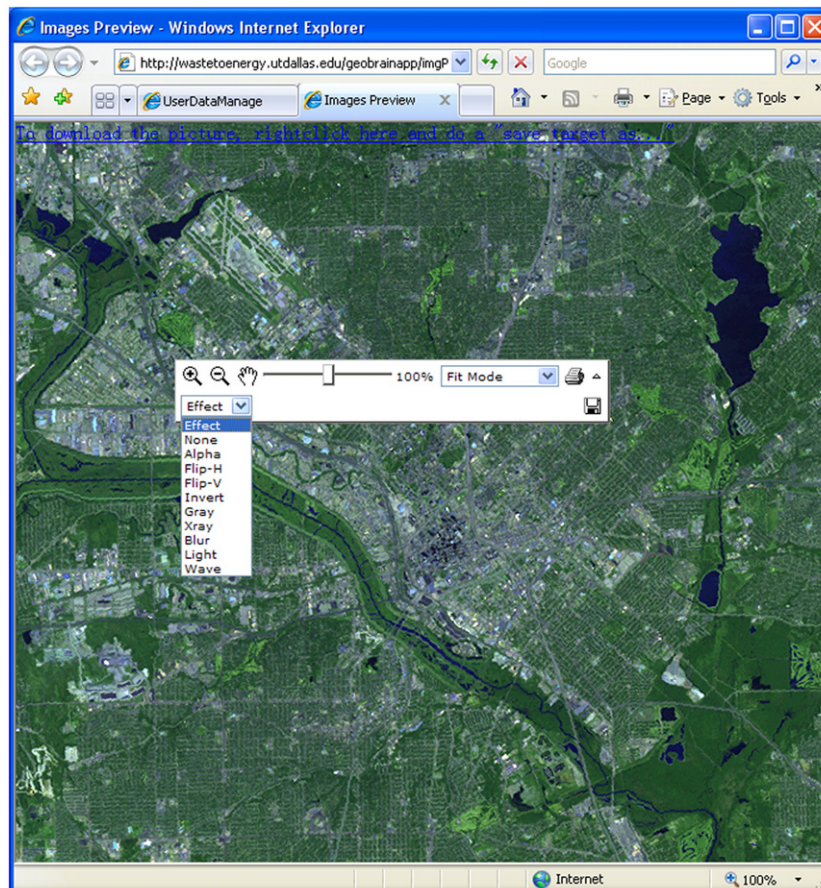 Images Preview - Windows Internet Explorer
http://wastetoenergy.utdallas.edu/geobrainapp/imgP
Google
UserDataManage
Images Preview
X
Page
Tools
»
To download the picture, rightclick here and do a "save target as..."
100%
Fit Mode
Effect
Effect
None
Alpha
Flip-H
Flip-V
Invert
Gray
Xray
Blur
Light
Wave
Internet
100%